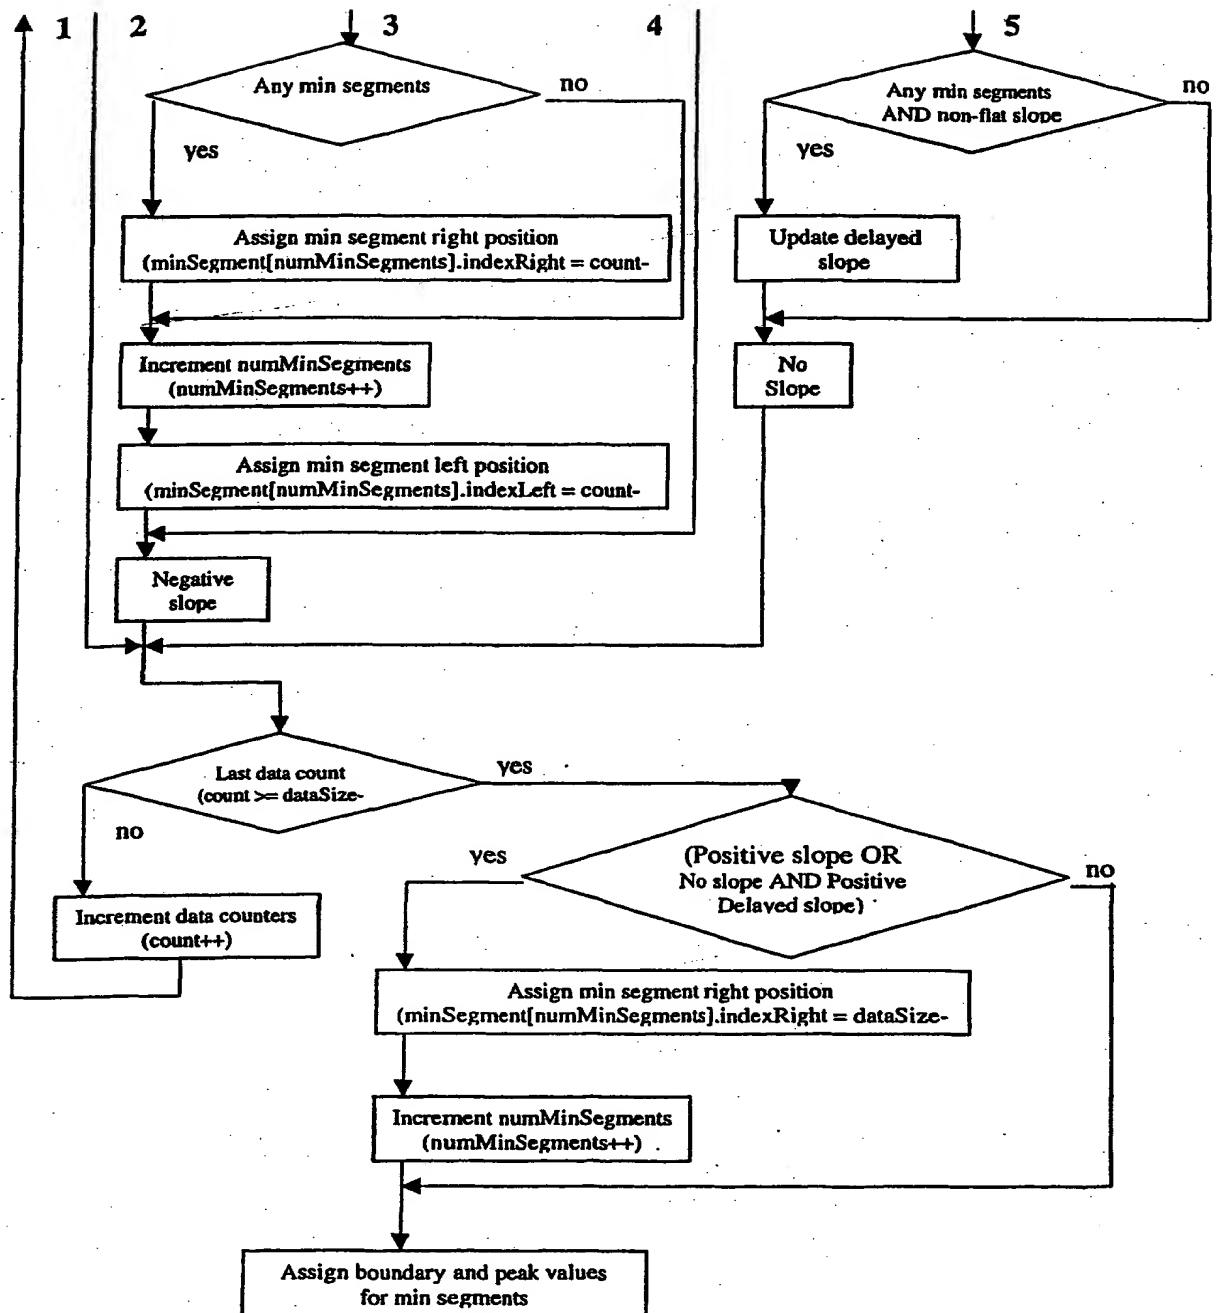 1 2 3 4 5
Any min segments
no
yes
Any min segments
AND non-flat slope
no
yes
Assign min segment right position
(minSegment[numMinSegments].indexRight = count-
Update delayed
slope
Increment numMinSegments
(numMinSegments++)
No
Slope
Assign min segment left position
(minSegment[numMinSegments].indexLeft = count-
Negative
slope
Last data count
(count >= dataSize-
yes
no
(Positive slope OR
No slope AND Positive
Delayed slope)
yes
no
Increment data counters
(count++)
Assign min segment right position
(minSegment[numMinSegments].indexRight = dataSize-
Increment numMinSegments
(numMinSegments++)
Assign boundary and peak values
for min segments